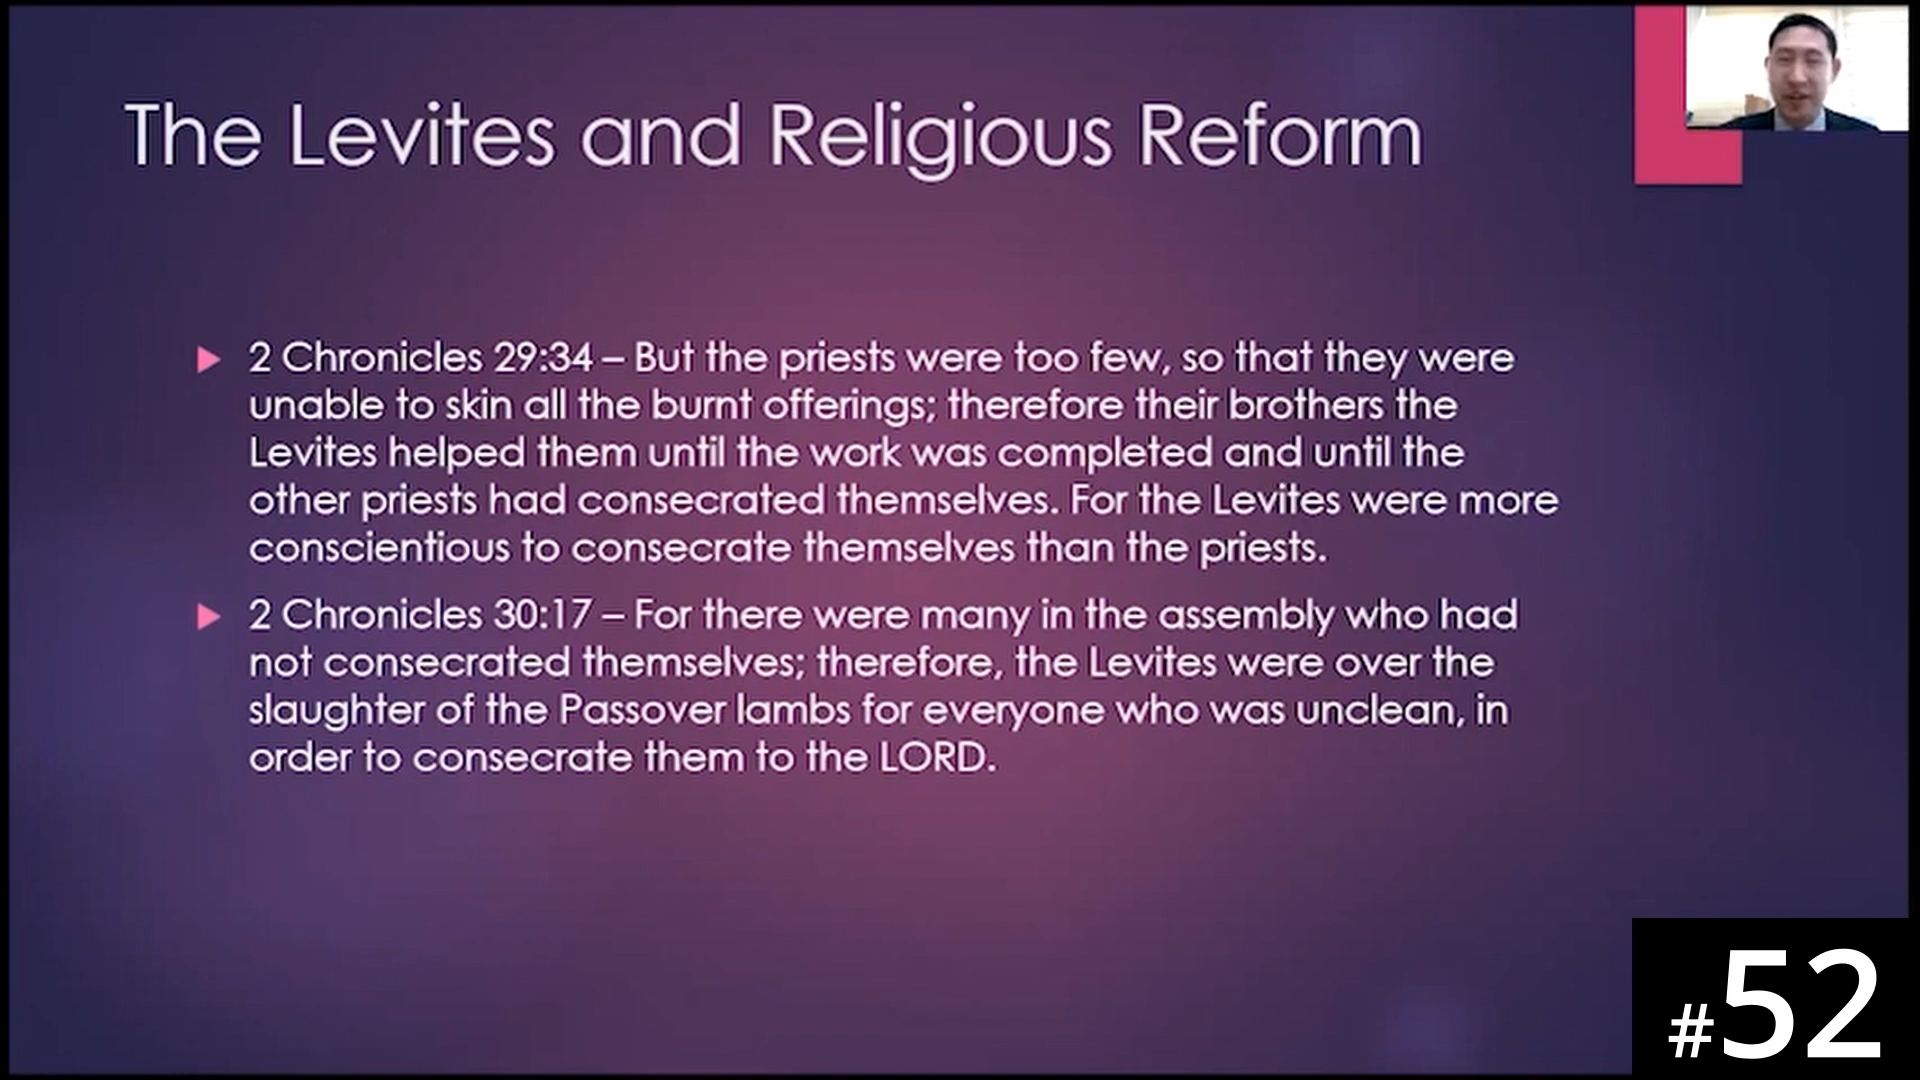 The Levites and Religious Reform
2 Chronicles 29:34 – But the priests were too few, so that they were
unable to skin all the burnt offerings; therefore their brothers the
Levites helped them until the work was completed and until the
other priests had consecrated themselves. For the Levites were more
conscientious to consecrate themselves than the priests.
2 Chronicles 30:17 – For there were many in the assembly who had
not consecrated themselves; therefore, the Levites were over the
slaughter of the Passover lambs for everyone who was unclean, in
order to consecrate them to the LORD.
#52